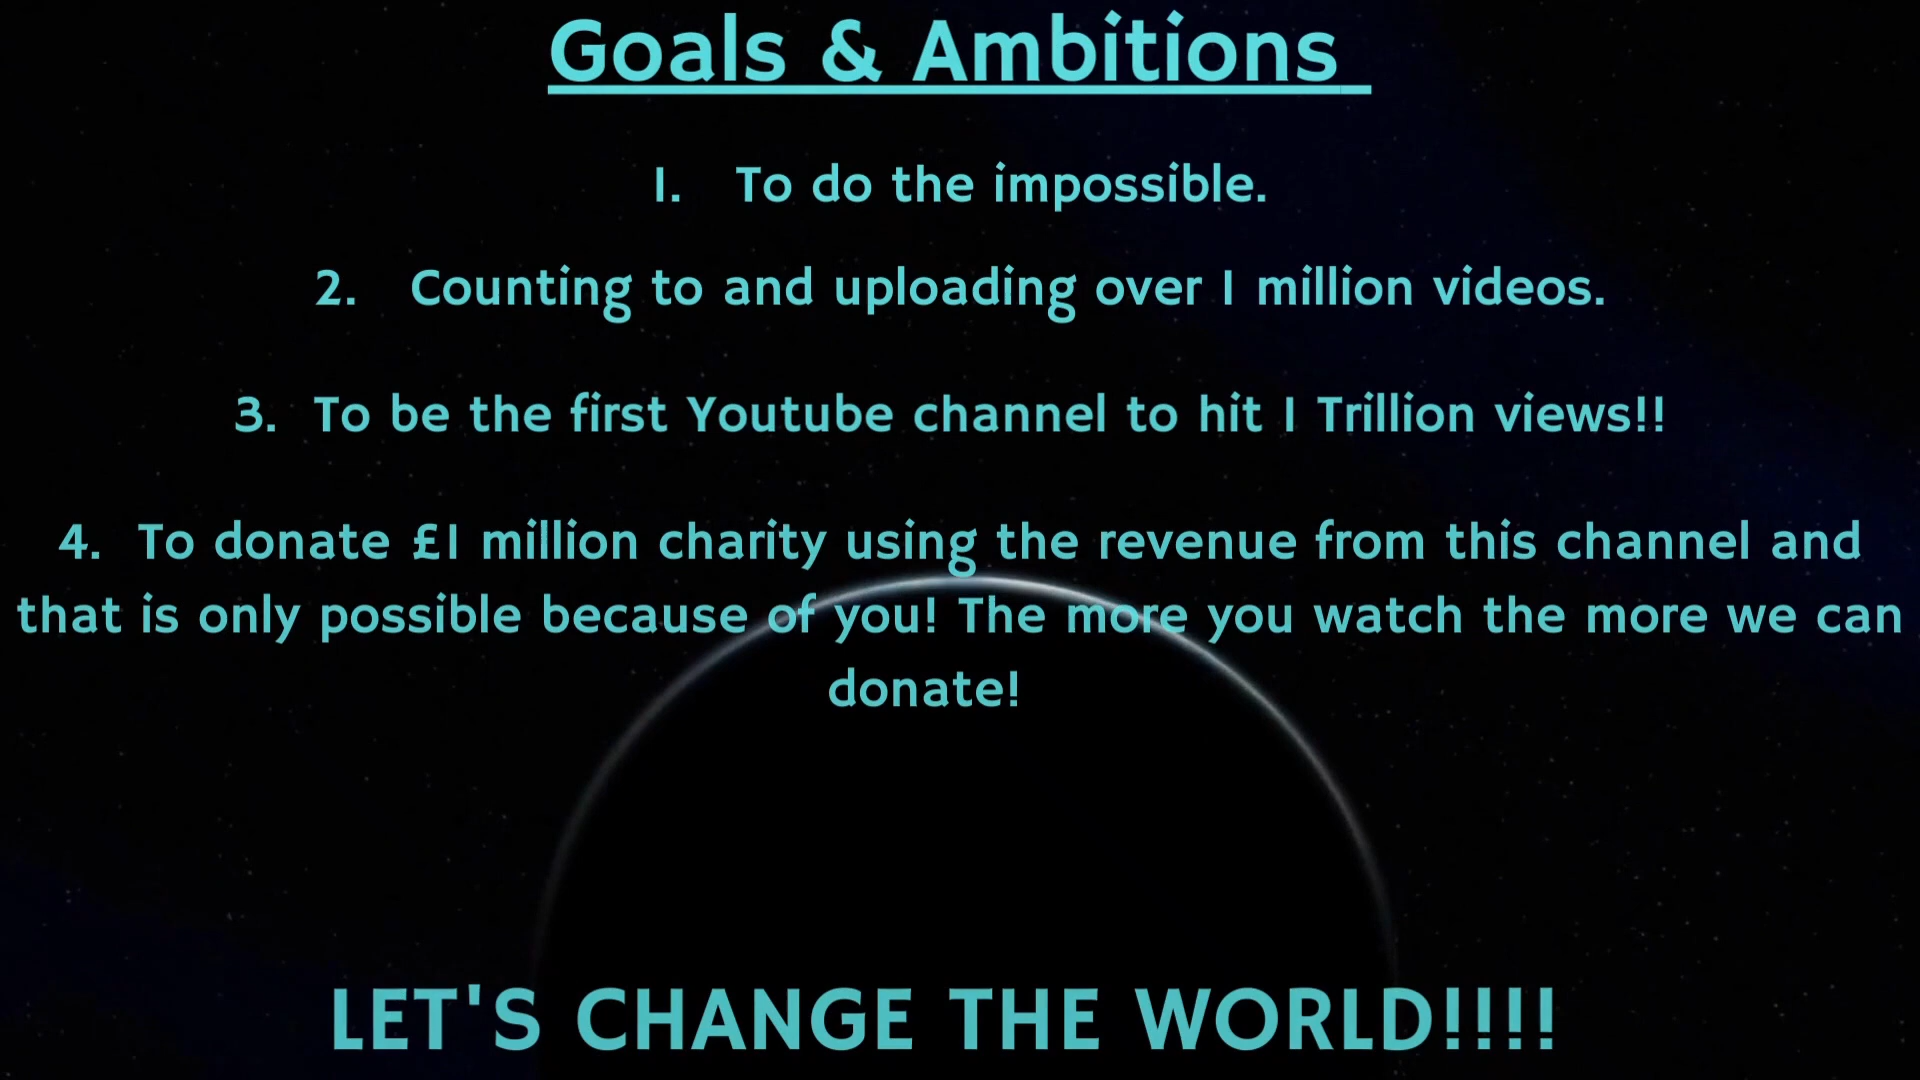 Goals & Ambitions
1. To do the impossible.
2. Counting to and uploading over 1 million videos.
3. To be the first Youtube channel to hit 1 Trillion views!!
4. To donate £1 million charity using the revenue from this channel and
that is only possible because of you! The more you watch the more we can
donate!
LET'S CHANGE THE WORLD!!!!